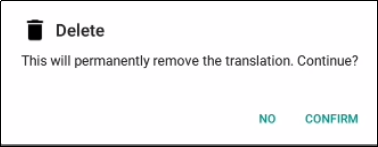 Delete
This will permanently remove the translation. Continue?
NO CONFIRM